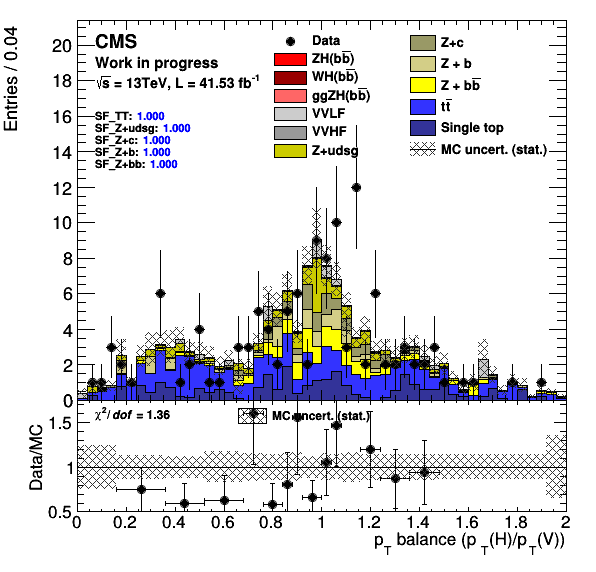 CMS
Work in progress
√s = 13TeV, L = 41.53 fb⁻¹
SF_TT: 1.000
SF_Z+udsg: 1.000
SF_Z+c: 1.000
SF_Z+b: 1.000
SF_Z+bb: 1.000
Data
ZH(bb̅)
WH(bb̅)
ggZH(bb̅)
VVLF
VVHF
Z+udsg
Z+c
Z + b
Z + bb̅
tt̅
Single top
MC uncert. (stat.)
Entries / 0.04
20
18
16
14
12
10
8
6
4
2
0
χ²/dof = 1.36
MC uncert. (stat.)
Data/MC
1.5
1
0.5
0 0.2 0.4 0.6 0.8 1 1.2 1.4 1.6 1.8 2
p_T balance (p_T(H)/p_T(V))